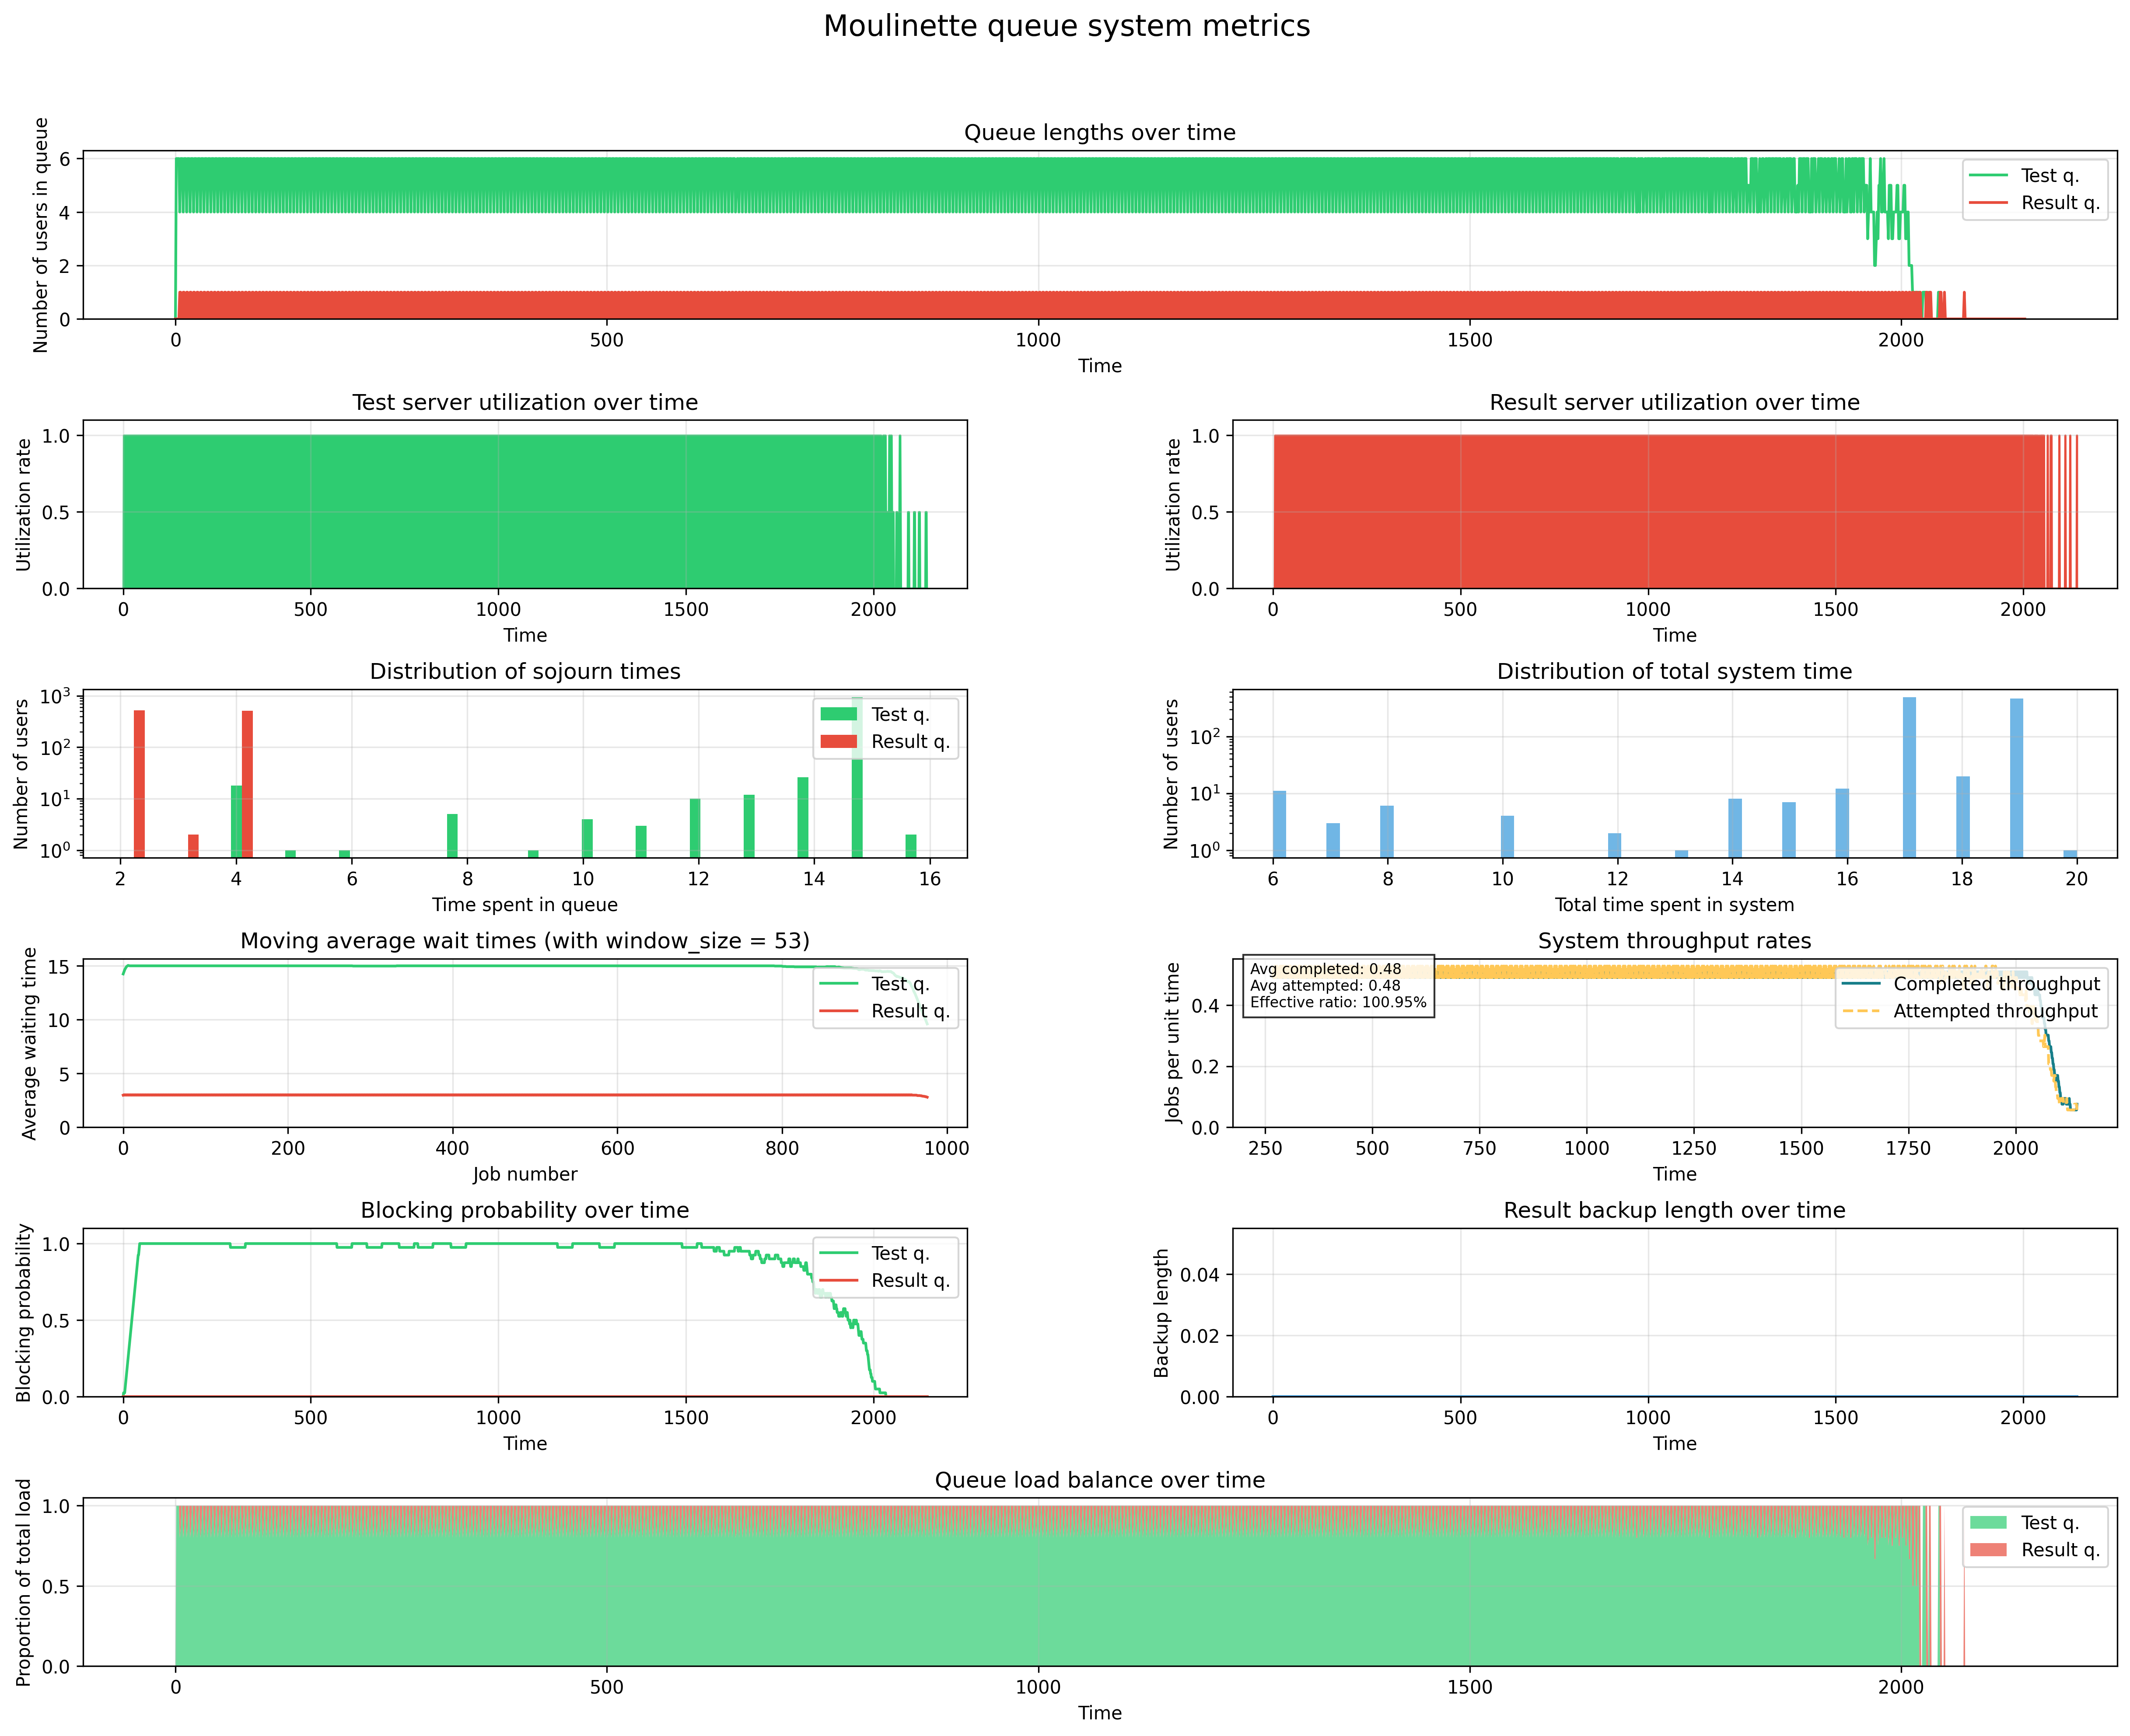 Moulinette queue system metrics
Queue lengths over time
Number of users in queue
6
4
2
0
Test q.
Result q.
0 500 1000 1500 2000
Time
Test server utilization over time
Utilization rate
1.0
0.5
0.0
0 500 1000 1500 2000
Time
Result server utilization over time
Utilization rate
1.0
0.5
0.0
0 500 1000 1500 2000
Time
Distribution of sojourn times
Number of users
10³
10²
10¹
10⁰
Test q.
Result q.
2 4 6 8 10 12 14 16
Time spent in queue
Distribution of total system time
Number of users
10²
10¹
10⁰
6 8 10 12 14 16 18 20
Total time spent in system
Moving average wait times (with window_size = 53)
Average waiting time
15
10
5
0
Test q.
Result q.
0 200 400 600 800 1000
Job number
System throughput rates
Jobs per unit time
0.4
0.2
0.0
Avg completed: 0.48
Avg attempted: 0.48
Effective ratio: 100.95%
Completed throughput
Attempted throughput
250 500 750 1000 1250 1500 1750 2000
Time
Blocking probability over time
Blocking probability
1.0
0.5
0.0
Test q.
Result q.
0 500 1000 1500 2000
Time
Result backup length over time
Backup length
0.04
0.02
0.00
0 500 1000 1500 2000
Time
Queue load balance over time
Proportion of total load
1.0
0.5
0.0
Test q.
Result q.
0 500 1000 1500 2000
Time